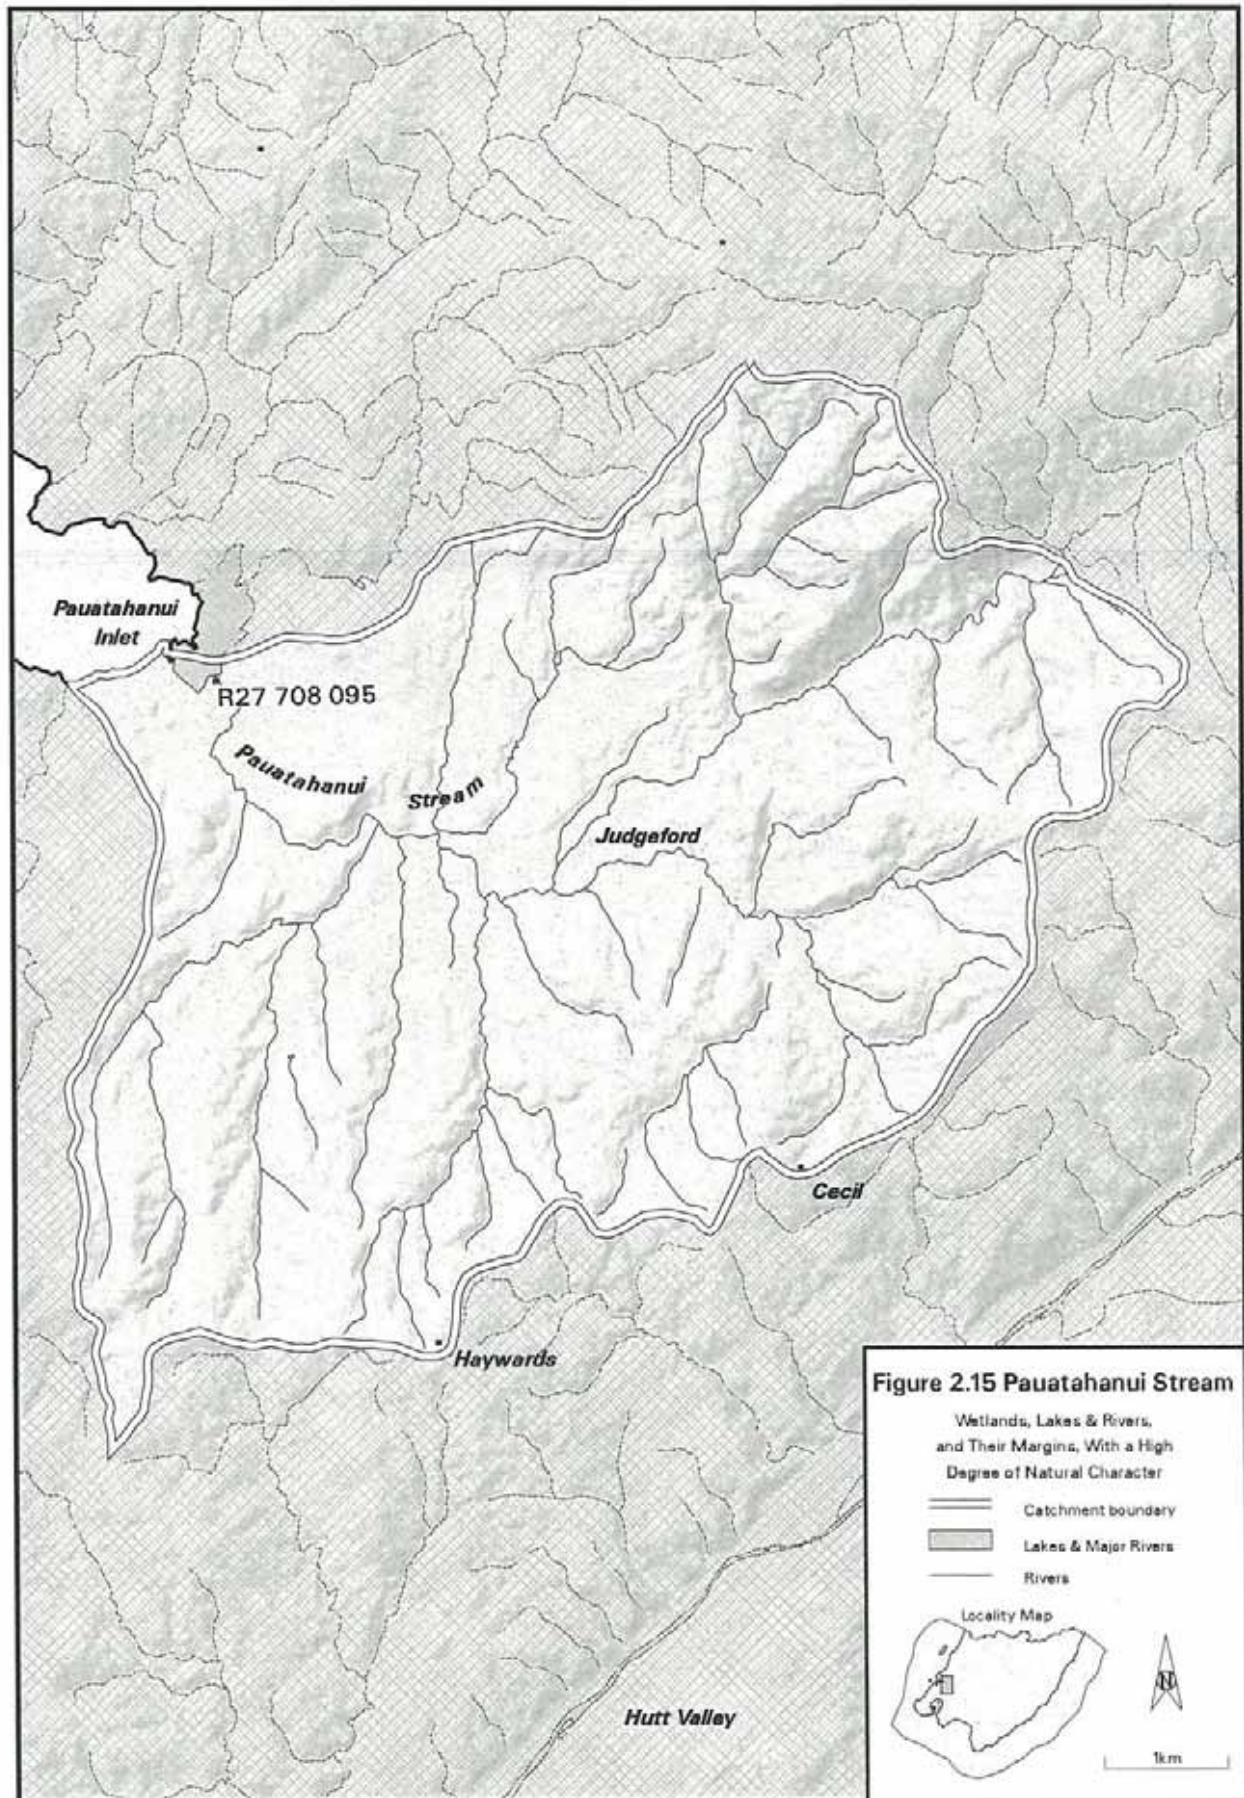 Pauatahanui
Inlet
R27 708 095
Pauatahanui
Stream
Judgeford
Cecil
Haywards
Hutt Valley
Figure 2.15 Pauatahanui Stream
Wetlands, Lakes & Rivers,
and Their Margins, With a High
Degree of Natural Character
Catchment boundary
Lakes & Major Rivers
Rivers
Locality Map
N
1km